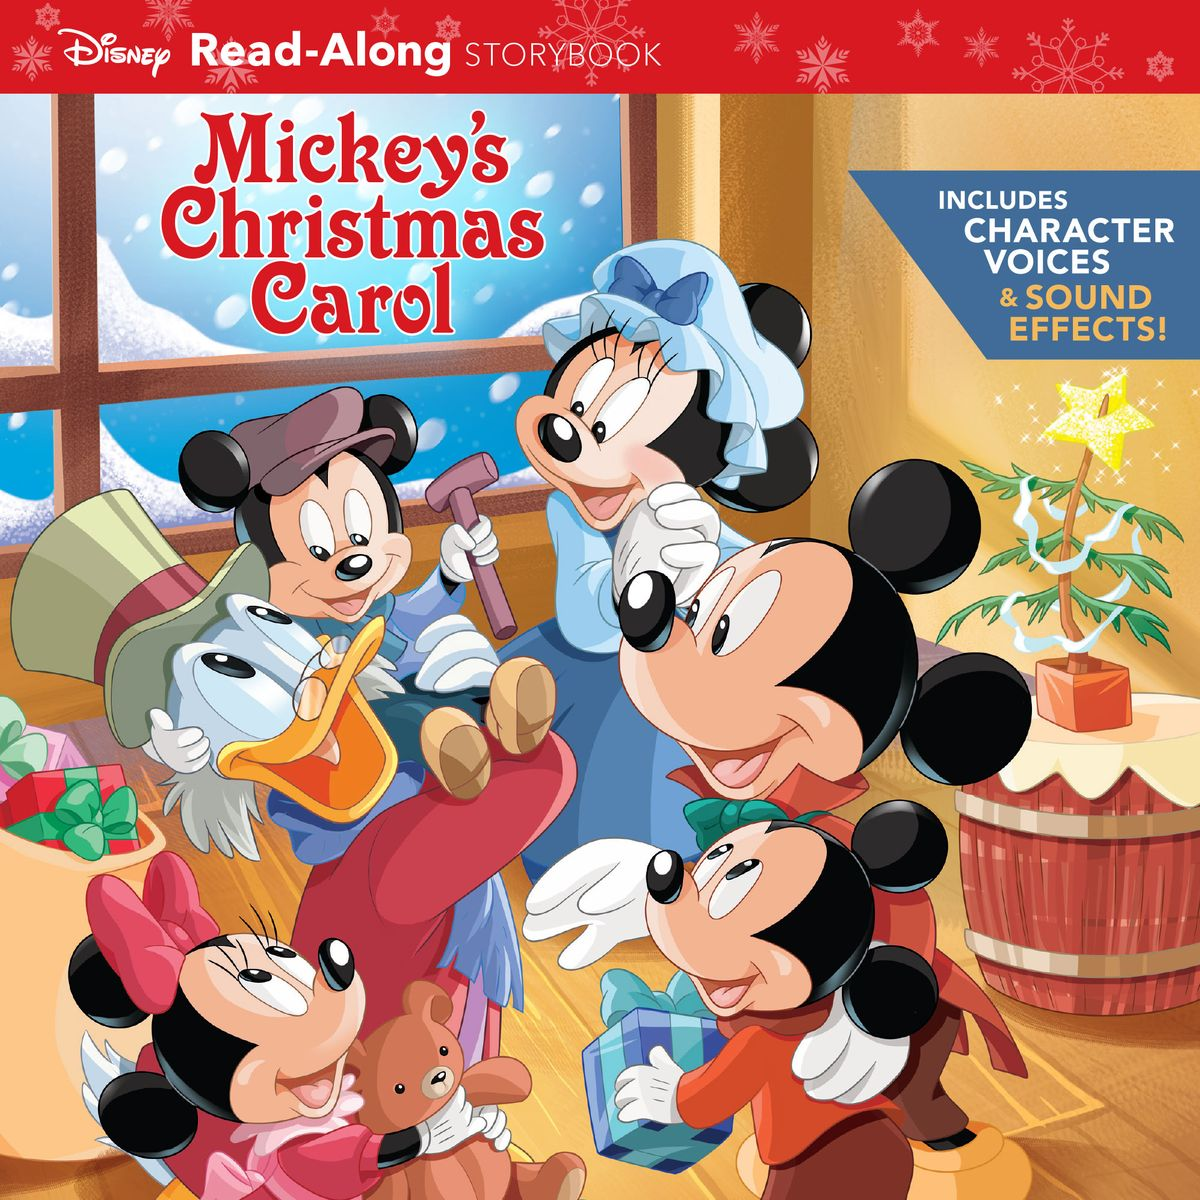 Disney Read-Along STORYBOOK
Mickey's
Christmas
Carol
INCLUDES
CHARACTER
VOICES
& SOUND
EFFECTS!